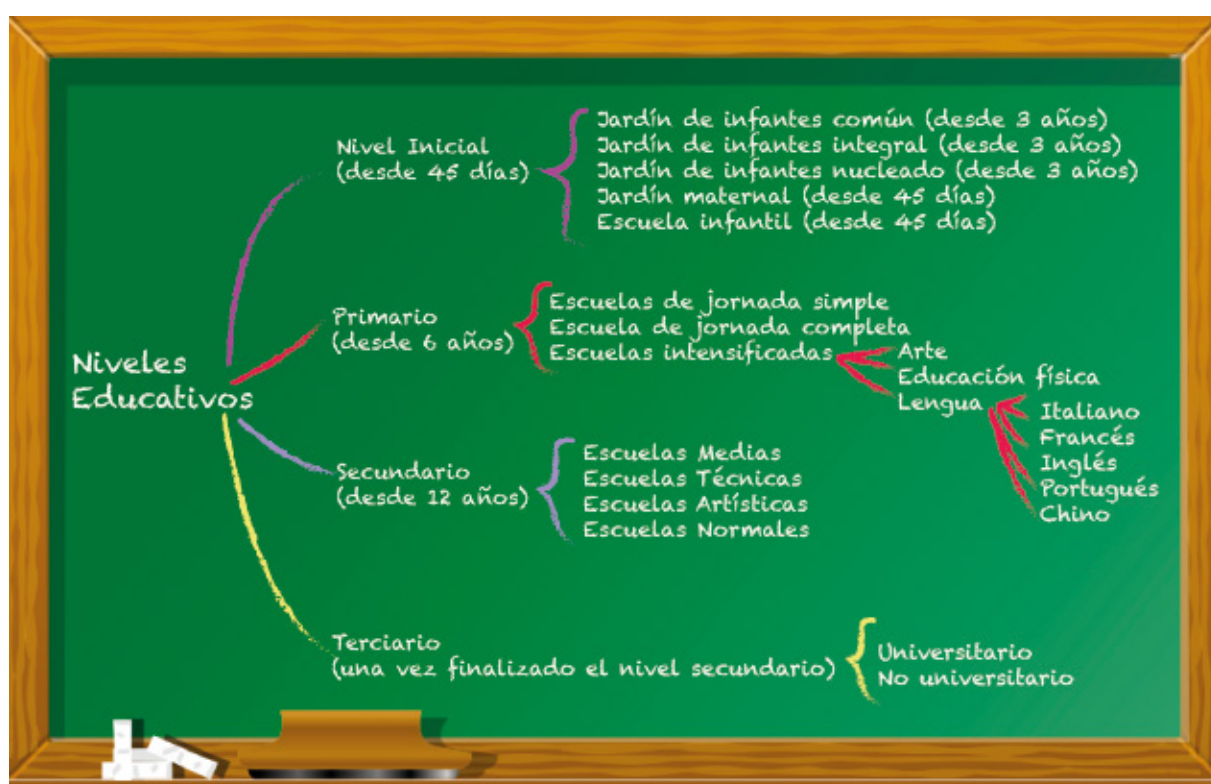 Niveles
Educativos
Nivel Inicial
(desde 45 días)
Jardín de infantes común (desde 3 años)
Jardín de infantes integral (desde 3 años)
Jardín de infantes nucleado (desde 3 años)
Jardín maternal (desde 45 días)
Escuela infantil (desde 45 días)
Primario
(desde 6 años)
Escuelas de jornada simple
Escuela de jornada completa
Escuelas intensificadas
Arte
Educación física
Lengua
Italiano
Francés
Inglés
Portugués
Chino
Secundario
(desde 12 años)
Escuelas Medias
Escuelas Técnicas
Escuelas Artísticas
Escuelas Normales
Terciario
(una vez finalizado el nivel secundario)
Universitario
No universitario